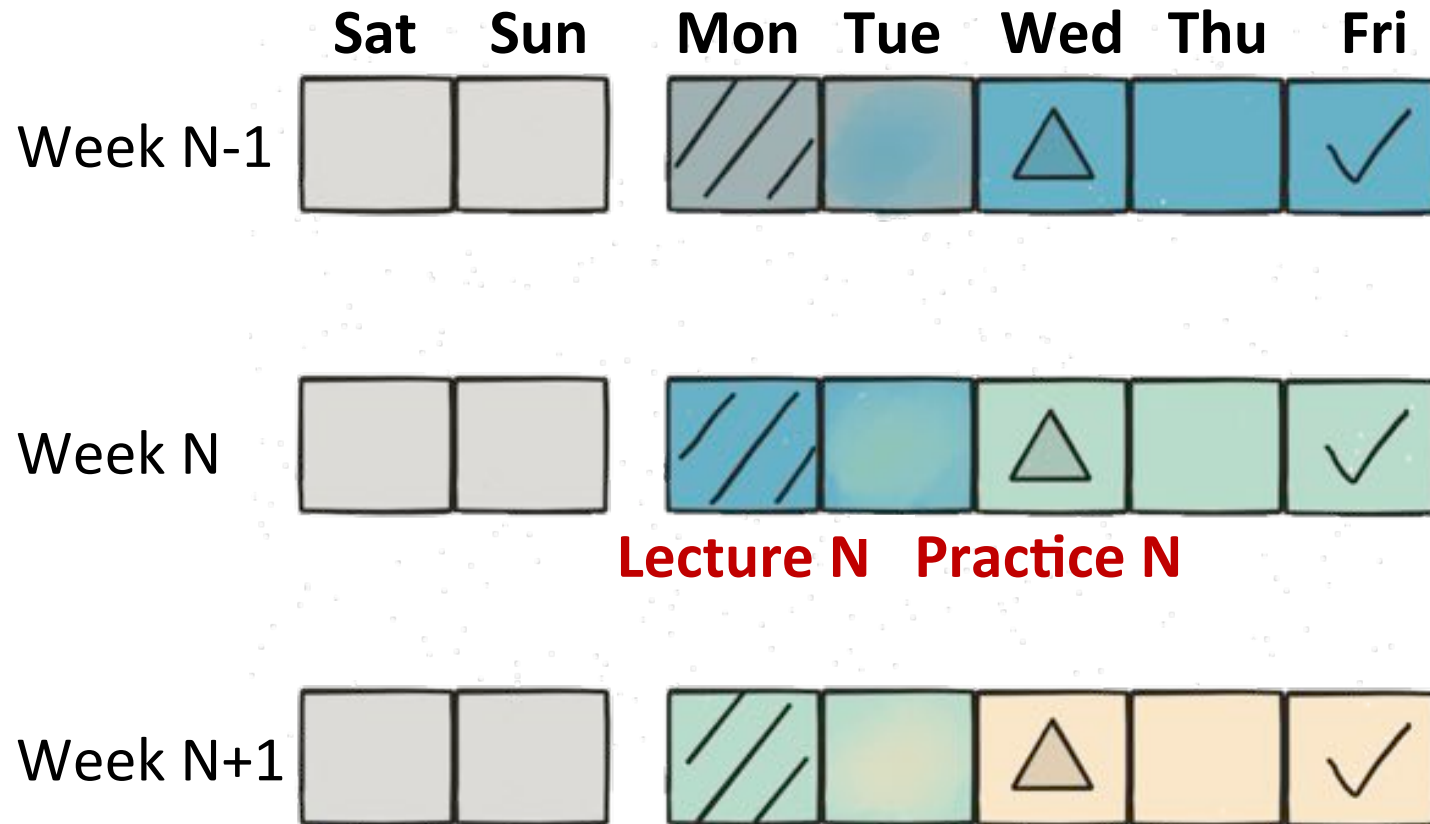 Sat Sun Mon Tue Wed Thu Fri
Week N-1
Week N
Lecture N Practice N
Week N+1